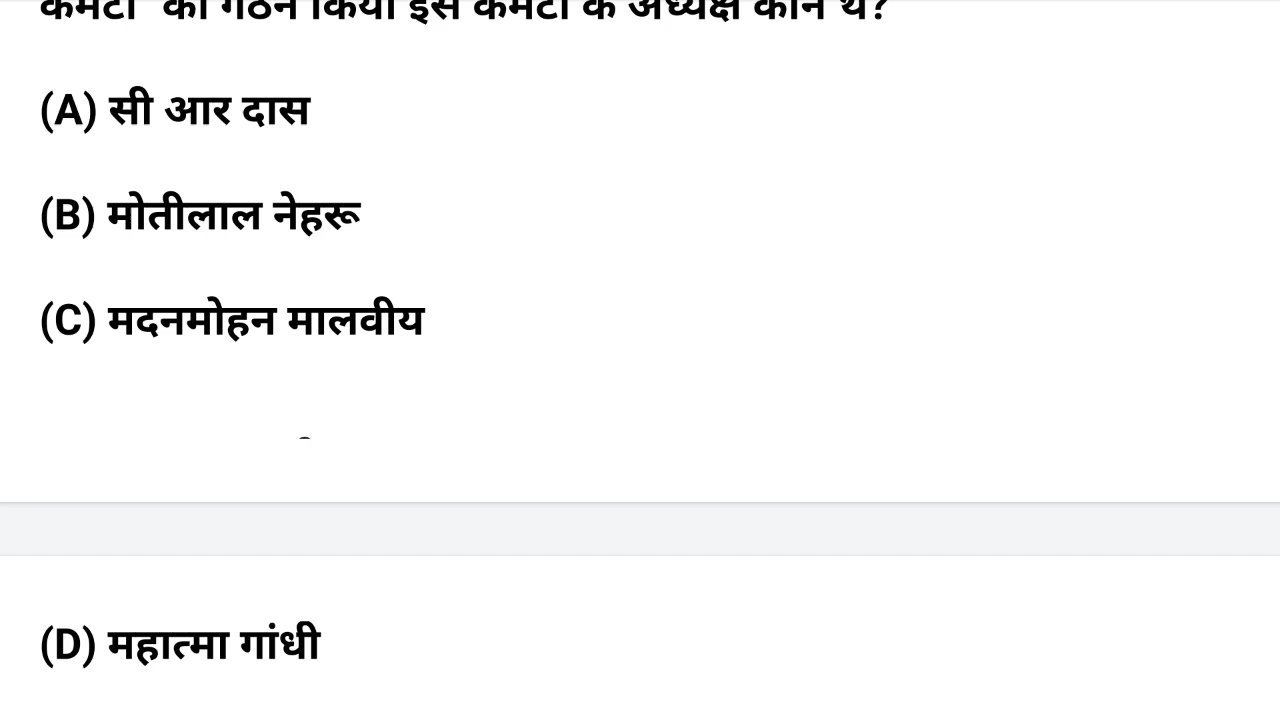 कमेटी' का गठन किया इस कमेटी के अध्यक्ष कौन थे?
(A) सी आर दास
(B) मोतीलाल नेहरू
(C) मदनमोहन मालवीय
(D) महात्मा गांधी